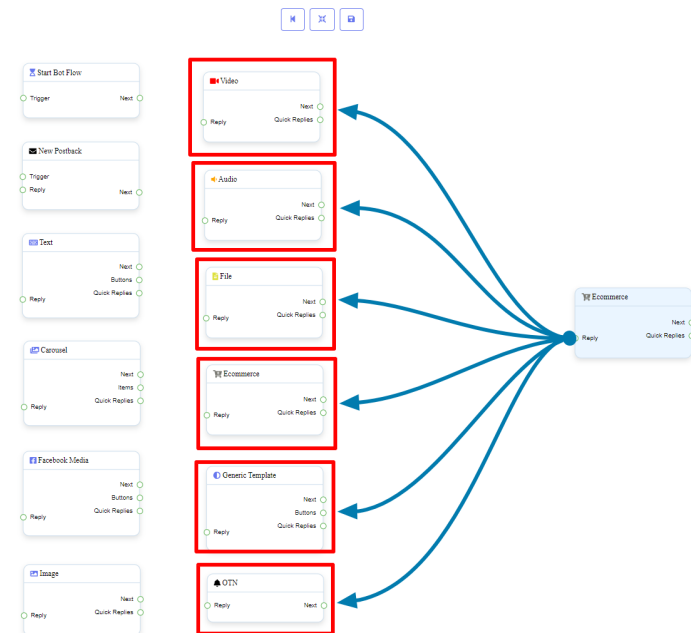 Start Bot Flow
Trigger Next
New Postback
Trigger
Reply Next
Text
Next
Buttons
Quick Replies
Reply
Carousel
Next
Items
Quick Replies
Reply
Facebook Media
Next
Buttons
Quick Replies
Reply
Image
Next
Quick Replies
Reply
Video
Next
Quick Replies
Reply
Audio
Next
Quick Replies
Reply
File
Next
Quick Replies
Reply
Ecommerce
Next
Quick Replies
Reply
Generic Template
Next
Buttons
Quick Replies
Reply
OTN
Reply Next
Ecommerce
Next
Quick Replies
Reply